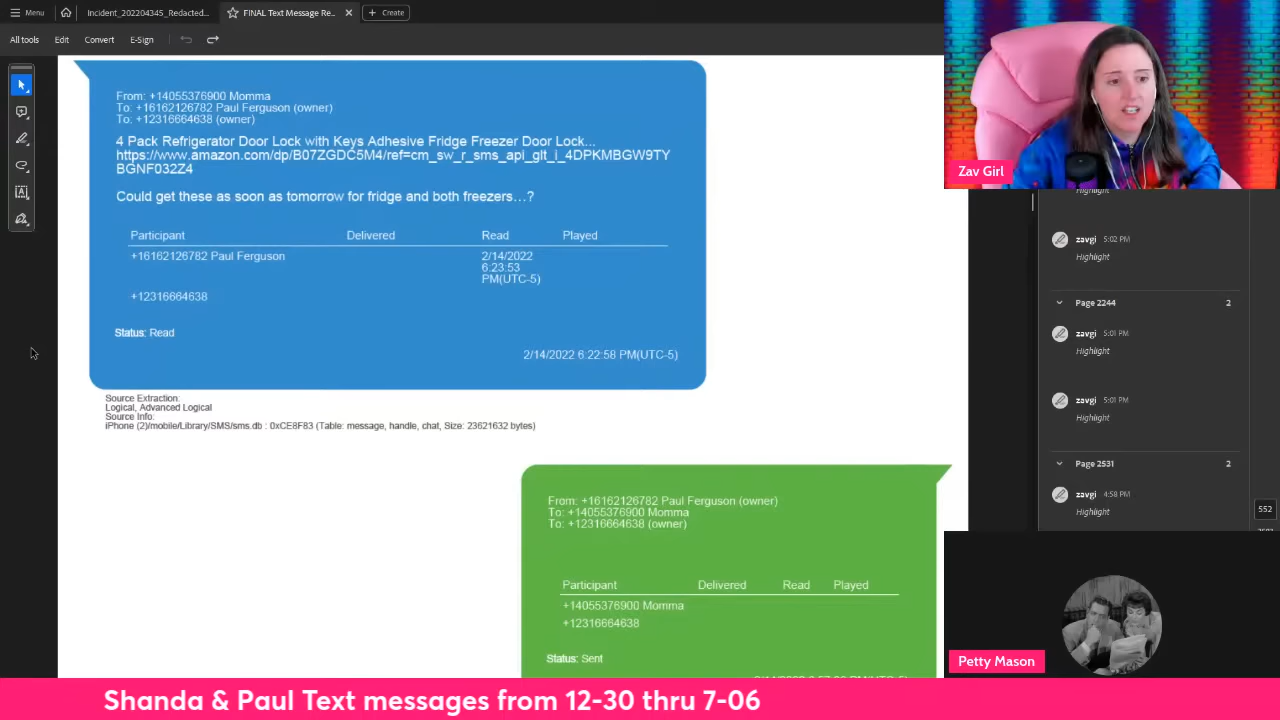 Menu
Incident_202204345_Redacted...
FINAL Text Message Re...
Create
All tools
Edit
Convert
E-Sign
From: +14055376900 Momma
To: +16162126782 Paul Ferguson (owner)
To: +12316664638 (owner)
4 Pack Refrigerator Door Lock with Keys Adhesive Fridge Freezer Door Lock...
https://www.amazon.com/dp/B07ZGDC5M4/ref=cm_sw_r_sms_api_glt_i_4DPKMBGW9TY
BGNF032Z4
Could get these as soon as tomorrow for fridge and both freezers…?
Participant Delivered Read Played
+16162126782 Paul Ferguson 2/14/2022
6:23:53
PM(UTC-5)
+12316664638
Status: Read
2/14/2022 6:22:58 PM(UTC-5)
Source Extraction:
Logical, Advanced Logical
Source Info:
iPhone (2)/mobile/Library/SMS/sms.db : 0xCE8F83 (Table: message, handle, chat, Size: 23621632 bytes)
From: +16162126782 Paul Ferguson (owner)
To: +14055376900 Momma
To: +12316664638 (owner)
Participant Delivered Read Played
+14055376900 Momma
+12316664638
Status: Sent
Zav Girl
Highlight
zavgi 5:02 PM
Highlight
Page 2244 2
zavgi 5:01 PM
Highlight
zavgi 5:01 PM
Highlight
Page 2531 2
zavgi 4:58 PM
Highlight
552
Petty Mason
Shanda & Paul Text messages from 12-30 thru 7-06